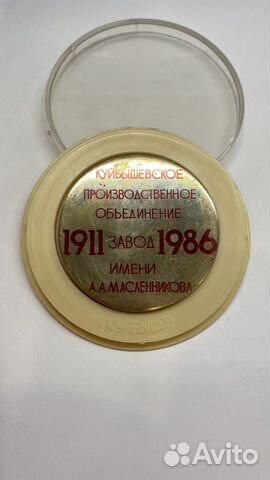 КУЙБЫШЕВСКОЕ
ПРОИЗВОДСТВЕННОЕ
ОБЪЕДИНЕНИЕ
1911 ЗАВОД 1986
ИМЕНИ
А.А.МАСЛЕННИКОВА
КУЙБЫШЕВ
Avito